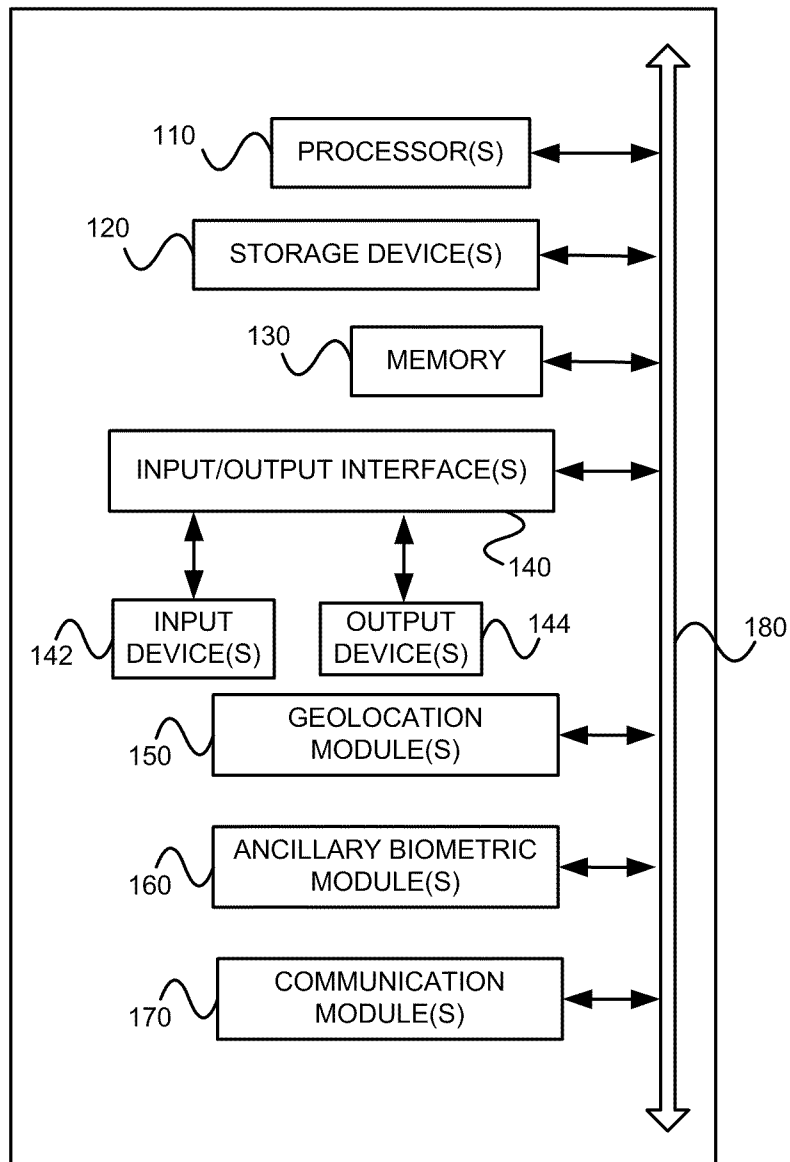 110
PROCESSOR(S)
120
STORAGE DEVICE(S)
130
MEMORY
INPUT/OUTPUT INTERFACE(S)
140
142
INPUT
DEVICE(S)
OUTPUT
DEVICE(S)
144
180
150
GEOLOCATION
MODULE(S)
160
ANCILLARY BIOMETRIC
MODULE(S)
170
COMMUNICATION
MODULE(S)